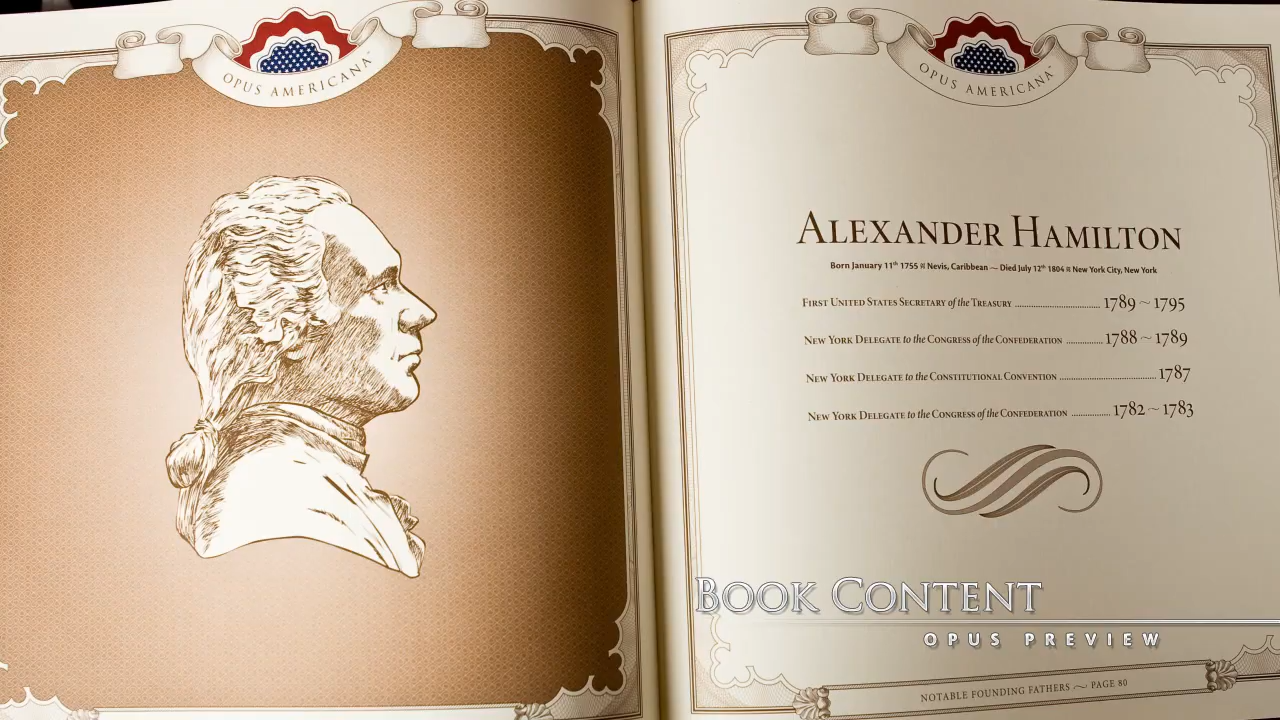 OPUS AMERICANA™
OPUS AMERICANA™
ALEXANDER HAMILTON
Born January 11th 1755 Nevis, Caribbean ~ Died July 12th 1804 New York City, New York
FIRST UNITED STATES SECRETARY of the TREASURY .......... 1789 ~ 1795
NEW YORK DELEGATE to the CONGRESS of the CONFEDERATION .......... 1788 ~ 1789
NEW YORK DELEGATE to the CONSTITUTIONAL CONVENTION .......... 1787
NEW YORK DELEGATE to the CONGRESS of the CONFEDERATION .......... 1782 ~ 1783
BOOK CONTENT
OPUS PREVIEW
NOTABLE FOUNDING FATHERS ~ PAGE 80